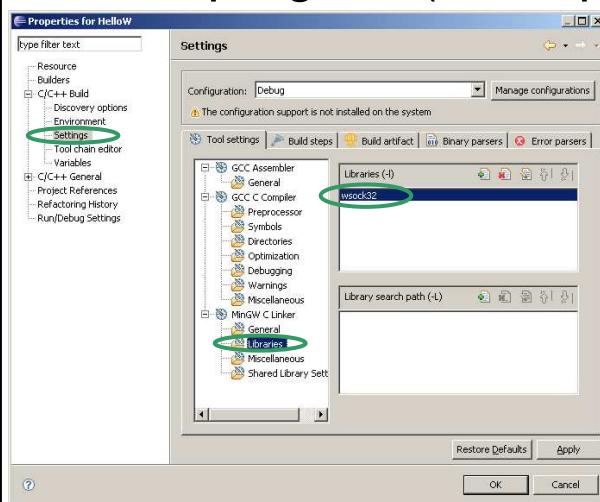 Properties for HelloW
type filter text
Resource
Builders
C/C++ Build
Discovery options
Environment
Settings
Tool chain editor
Variables
C/C++ General
Project References
Refactoring History
Run/Debug Settings
Settings
Configuration: Debug
Manage configurations
The configuration support is not installed on the system
Tool settings
Build steps
Build artifact
Binary parsers
Error parsers
GCC Assembler
General
GCC C Compiler
Preprocessor
Symbols
Directories
Optimization
Debugging
Warnings
Miscellaneous
MinGW C Linker
General
Libraries
Miscellaneous
Shared Library Sett
Libraries (-l)
wsock32
Library search path (-L)
Restore Defaults
Apply
OK
Cancel